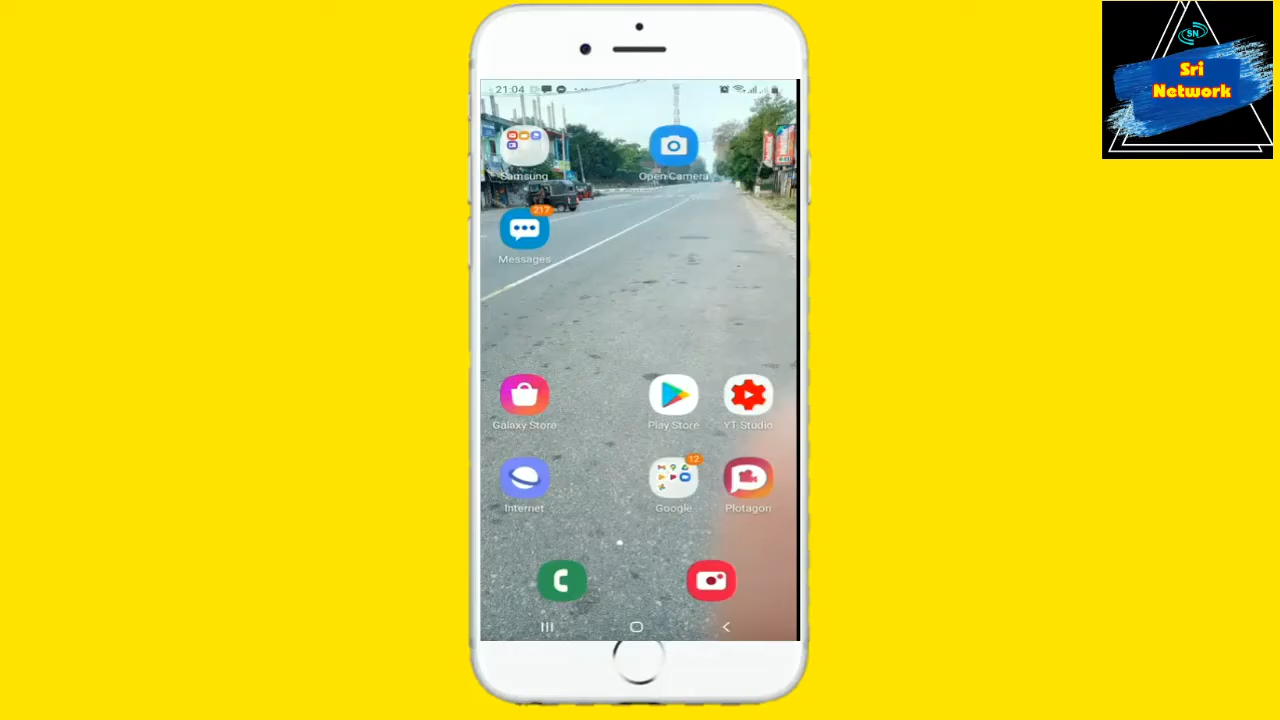 SN
Sri
Network
21:04
Samsung
Open Camera
217
Messages
Galaxy Store
Play Store
YT Studio
12
Internet
Google
Plotagon